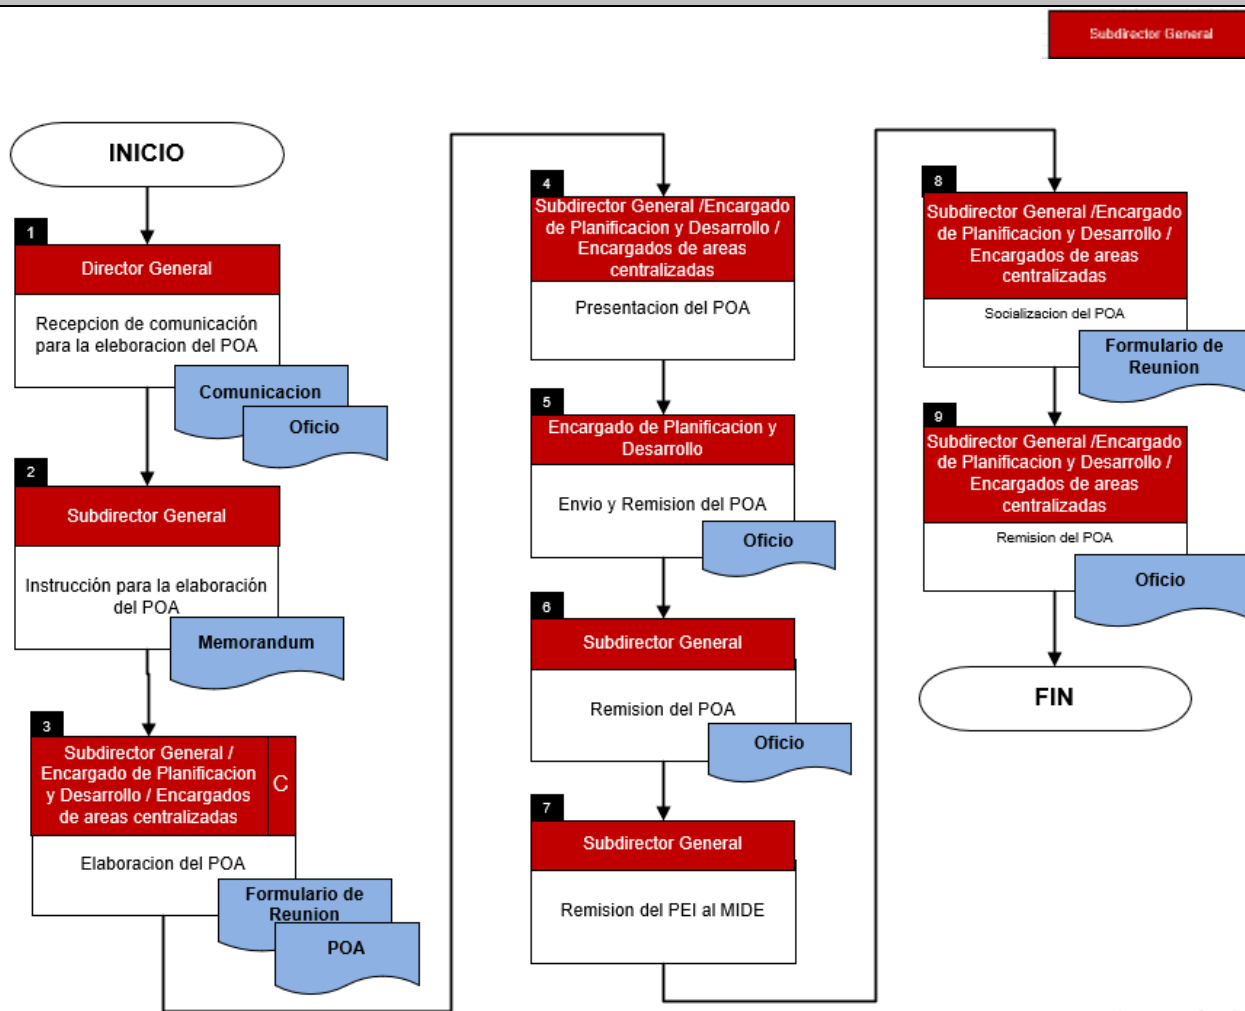 Subdirector General
INICIO
1
Director General
Recepcion de comunicación
para la eleboracion del POA
Comunicacion
Oficio
2
Subdirector General
Instrucción para la elaboración
del POA
Memorandum
3
Subdirector General /
Encargado de Planificacion
y Desarrollo / Encargados
de areas centralizadas
C
Elaboracion del POA
Formulario de
Reunion
POA
4
Subdirector General /Encargado
de Planificacion y Desarrollo /
Encargados de areas
centralizadas
Presentacion del POA
5
Encargado de Planificacion y
Desarrollo
Envio y Remision del POA
Oficio
6
Subdirector General
Remision del POA
Oficio
7
Subdirector General
Remision del PEI al MIDE
8
Subdirector General /Encargado
de Planificacion y Desarrollo /
Encargados de areas
centralizadas
Socializacion del POA
Formulario de
Reunion
9
Subdirector General /Encargado
de Planificacion y Desarrollo /
Encargados de areas
centralizadas
Remision del POA
Oficio
FIN